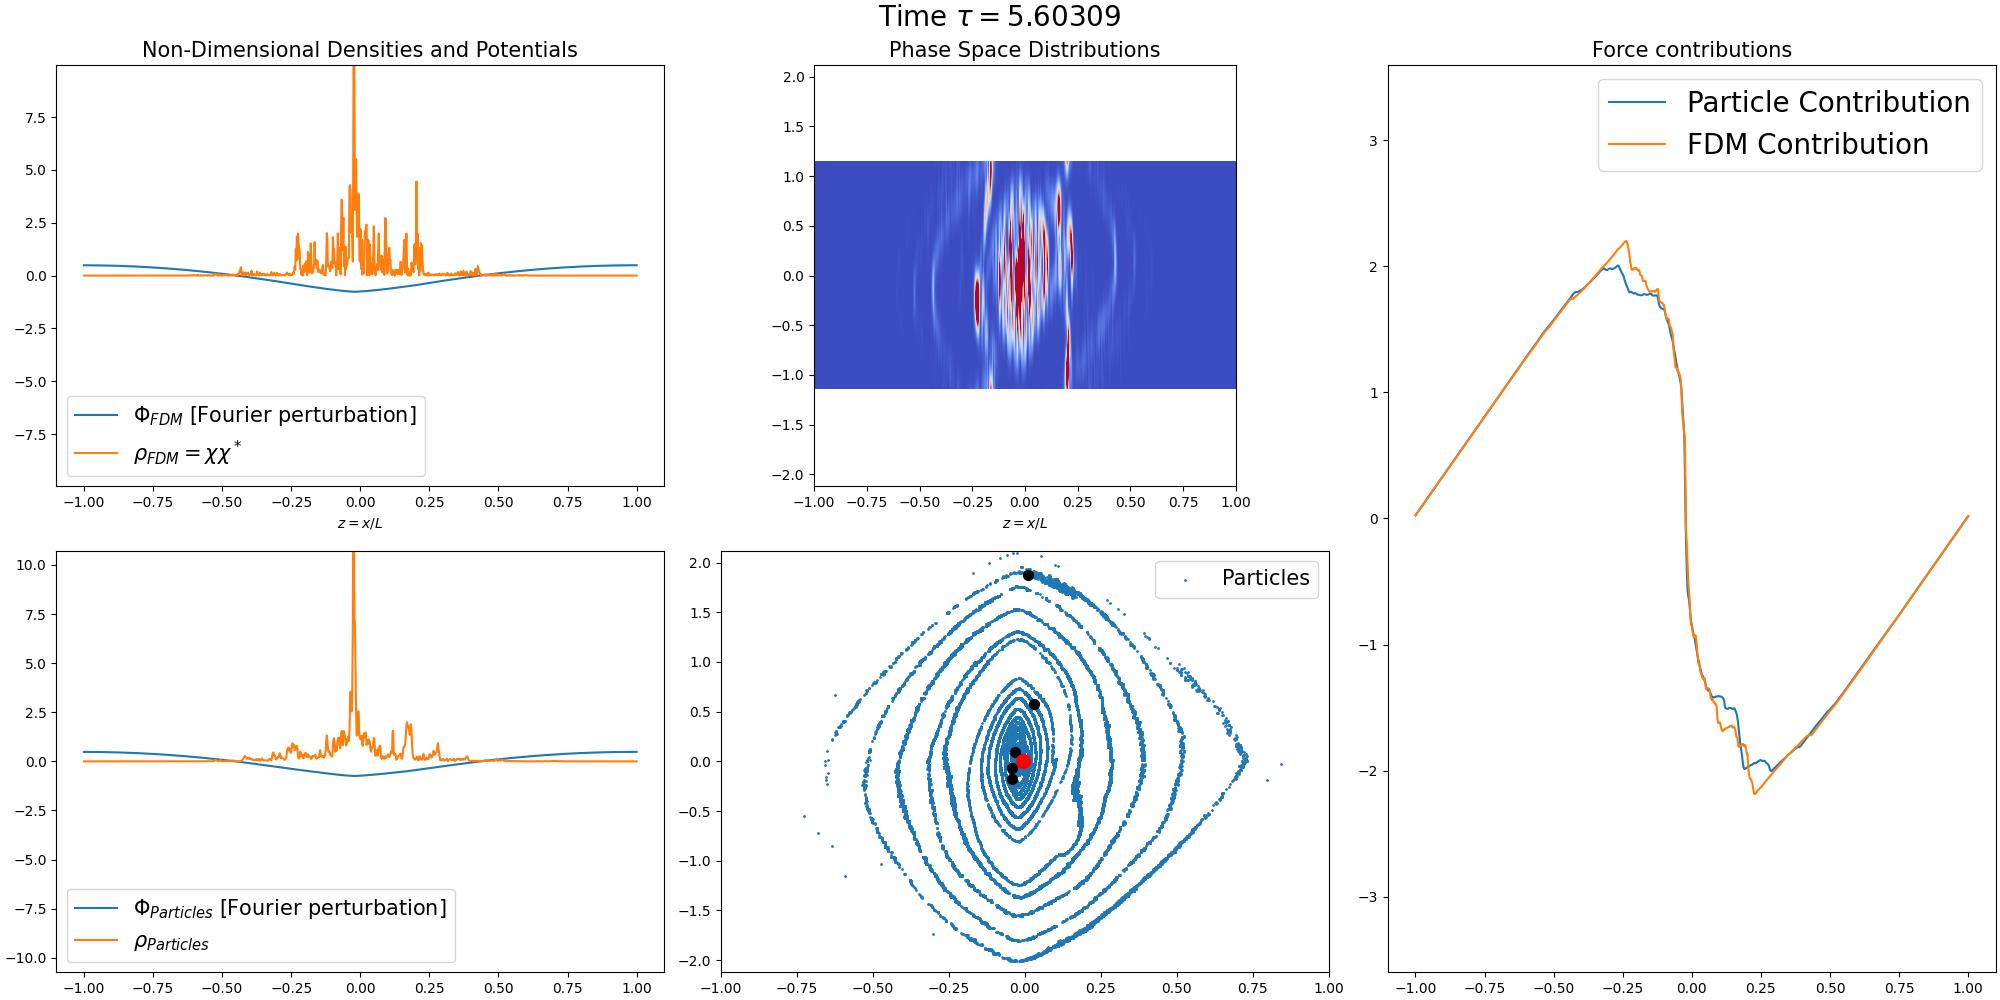 Time τ = 5.60309
Non-Dimensional Densities and Potentials
7.5
5.0
2.5
0.0
−2.5
−5.0
−7.5
Φ_FDM [Fourier perturbation]
ρ_FDM = χχ*
−1.00 −0.75 −0.50 −0.25 0.00 0.25 0.50 0.75 1.00
z = x/L
Phase Space Distributions
2.0
1.5
1.0
0.5
0.0
−0.5
−1.0
−1.5
−2.0
−1.00 −0.75 −0.50 −0.25 0.00 0.25 0.50 0.75 1.00
z = x/L
Force contributions
Particle Contribution
FDM Contribution
3
2
1
0
−1
−2
−3
−1.00 −0.75 −0.50 −0.25 0.00 0.25 0.50 0.75 1.00
10.0
7.5
5.0
2.5
0.0
−2.5
−5.0
−7.5
−10.0
Φ_Particles [Fourier perturbation]
ρ_Particles
−1.00 −0.75 −0.50 −0.25 0.00 0.25 0.50 0.75 1.00
Particles
2.0
1.5
1.0
0.5
0.0
−0.5
−1.0
−1.5
−2.0
−1.00 −0.75 −0.50 −0.25 0.00 0.25 0.50 0.75 1.00